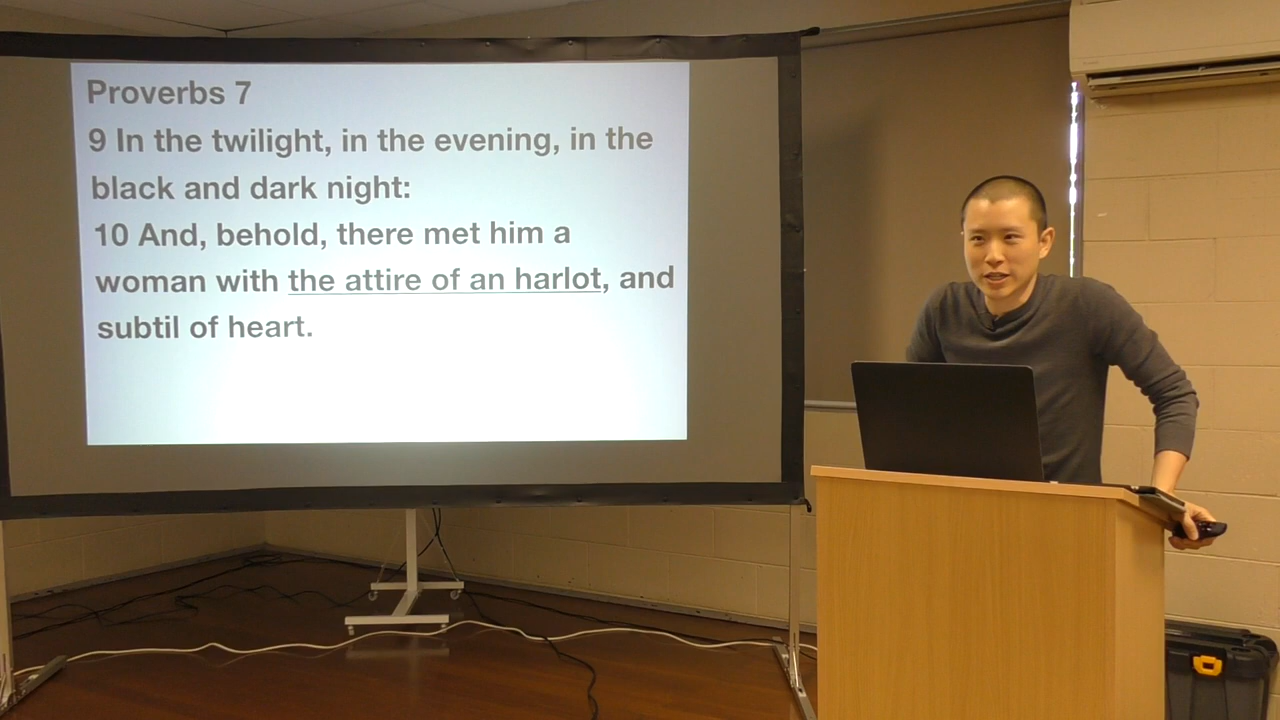 Proverbs 7
9 In the twilight, in the evening, in the
black and dark night:
10 And, behold, there met him a
woman with the attire of an harlot, and
subtil of heart.